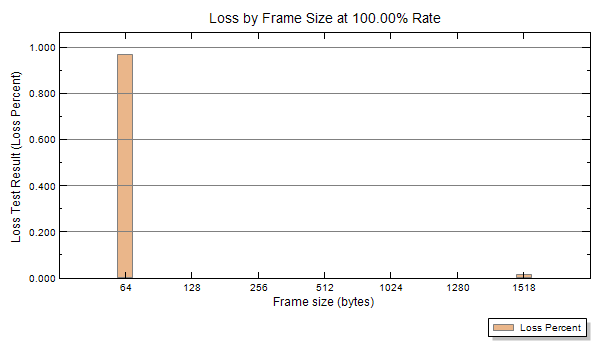 Loss by Frame Size at 100.00% Rate
Loss Test Result (Loss Percent)
1.000
0.800
0.600
0.400
0.200
0.000
64 128 256 512 1024 1280 1518
Frame size (bytes)
Loss Percent